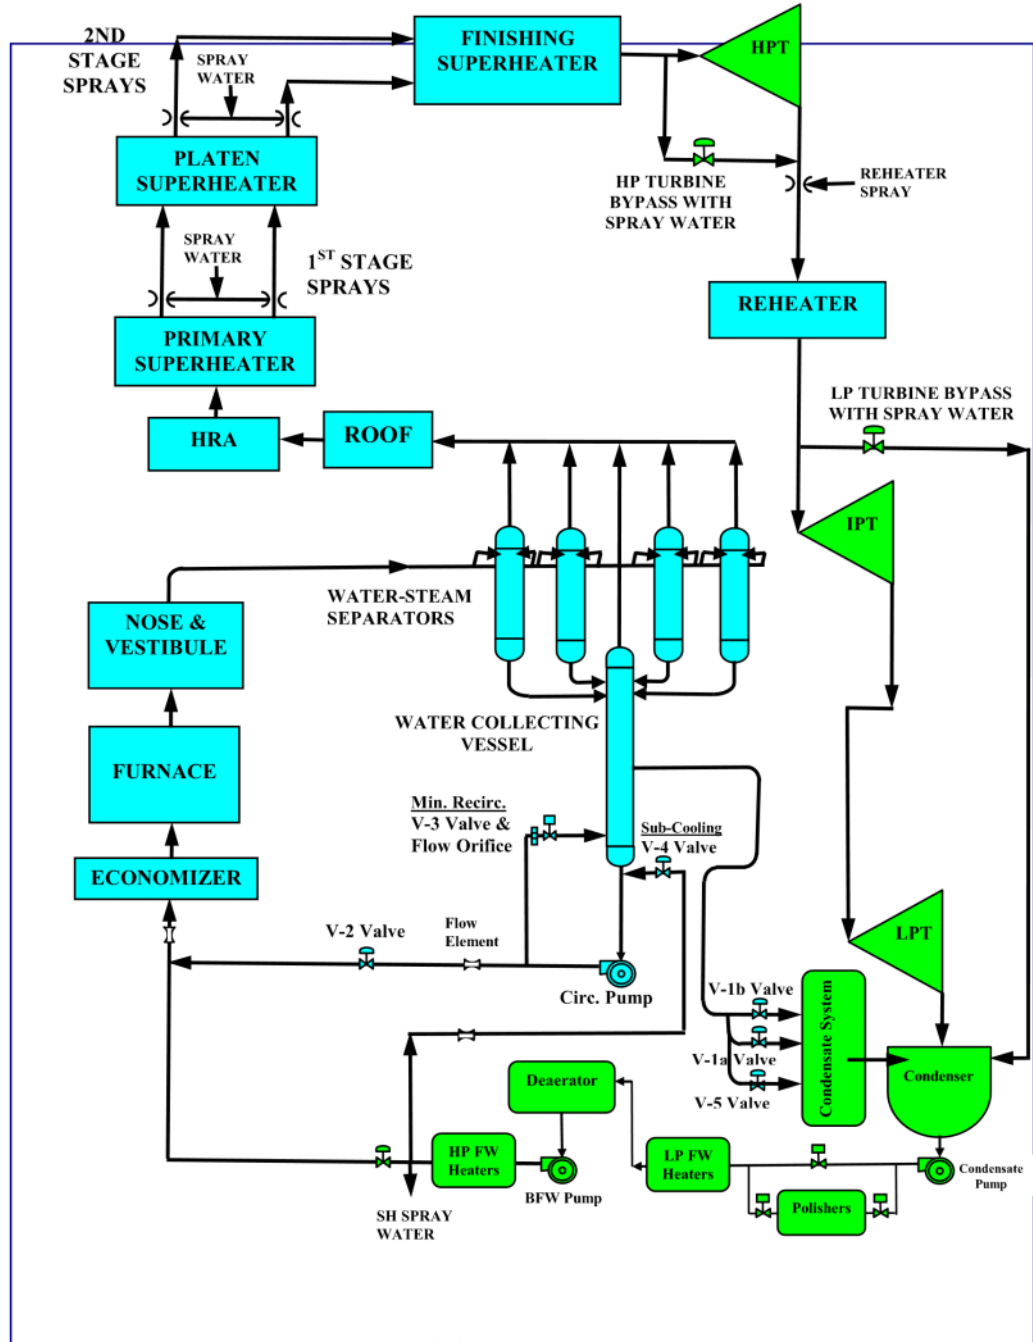 2ND
STAGE
SPRAYS
SPRAY
WATER
FINISHING
SUPERHEATER
HPT
PLATEN
SUPERHEATER
HP TURBINE
BYPASS WITH
SPRAY WATER
REHEATER
SPRAY
SPRAY
WATER
1ST STAGE
SPRAYS
REHEATER
PRIMARY
SUPERHEATER
LP TURBINE BYPASS
WITH SPRAY WATER
HRA
ROOF
IPT
WATER-STEAM
SEPARATORS
NOSE &
VESTIBULE
WATER COLLECTING
VESSEL
FURNACE
Min. Recirc.
V-3 Valve &
Flow Orifice
Sub-Cooling
V-4 Valve
ECONOMIZER
V-2 Valve
Flow
Element
LPT
Circ. Pump
V-1b Valve
V-1a Valve
V-5 Valve
Condensate System
Condenser
Deaerator
HP FW
Heaters
BFW Pump
LP FW
Heaters
Condensate
Pump
Polishers
SH SPRAY
WATER